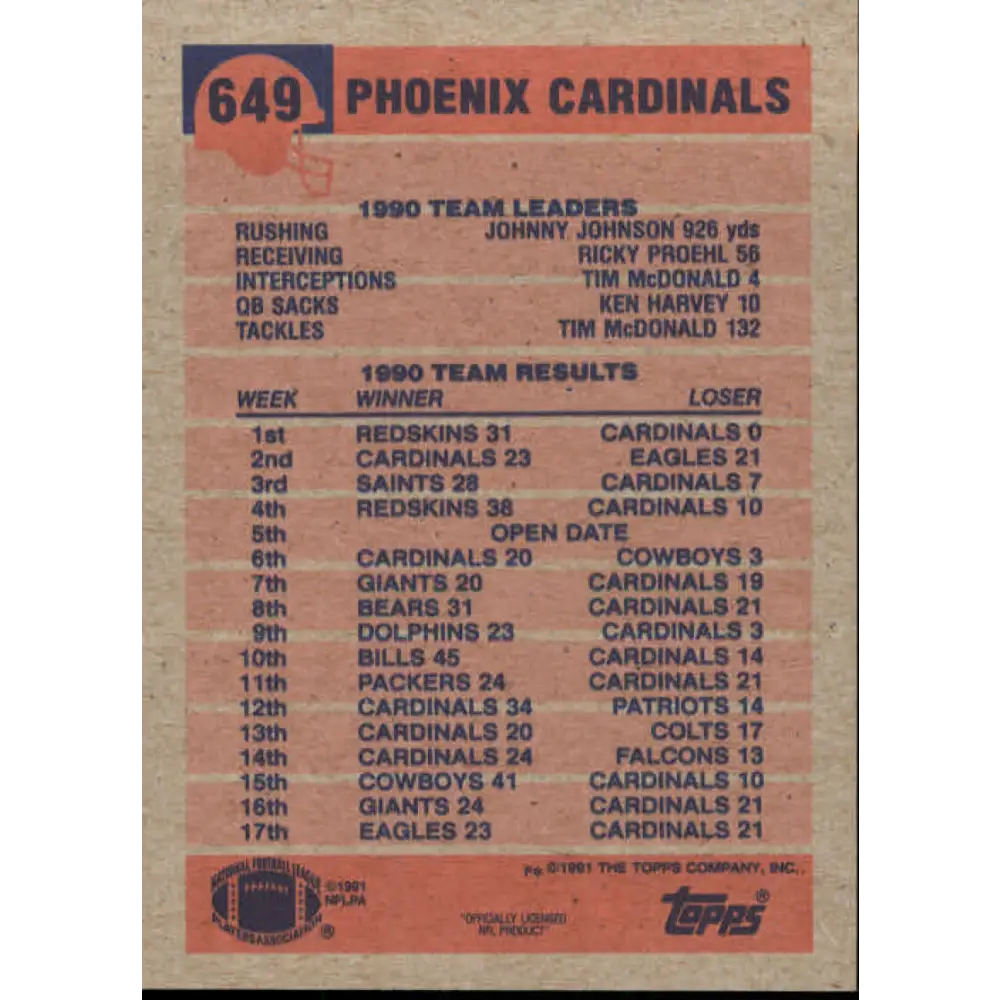 649 PHOENIX CARDINALS
1990 TEAM LEADERS
RUSHING JOHNNY JOHNSON 926 yds
RECEIVING RICKY PROEHL 56
INTERCEPTIONS TIM McDONALD 4
QB SACKS KEN HARVEY 10
TACKLES TIM McDONALD 132
1990 TEAM RESULTS
WEEK WINNER LOSER
1st REDSKINS 31 CARDINALS 0
2nd CARDINALS 23 EAGLES 21
3rd SAINTS 28 CARDINALS 7
4th REDSKINS 38 CARDINALS 10
5th OPEN DATE
6th CARDINALS 20 COWBOYS 3
7th GIANTS 20 CARDINALS 19
8th BEARS 31 CARDINALS 21
9th DOLPHINS 23 CARDINALS 3
10th BILLS 45 CARDINALS 14
11th PACKERS 24 CARDINALS 21
12th CARDINALS 34 PATRIOTS 14
13th CARDINALS 20 COLTS 17
14th CARDINALS 24 FALCONS 13
15th COWBOYS 41 CARDINALS 10
16th GIANTS 24 CARDINALS 21
17th EAGLES 23 CARDINALS 21
NATIONAL FOOTBALL LEAGUE
PLAYERS ASSOCIATION ®
©1991
NFLPA
©1991 THE TOPPS COMPANY, INC.
"OFFICIALLY LICENSED
NFL PRODUCT"
topps®